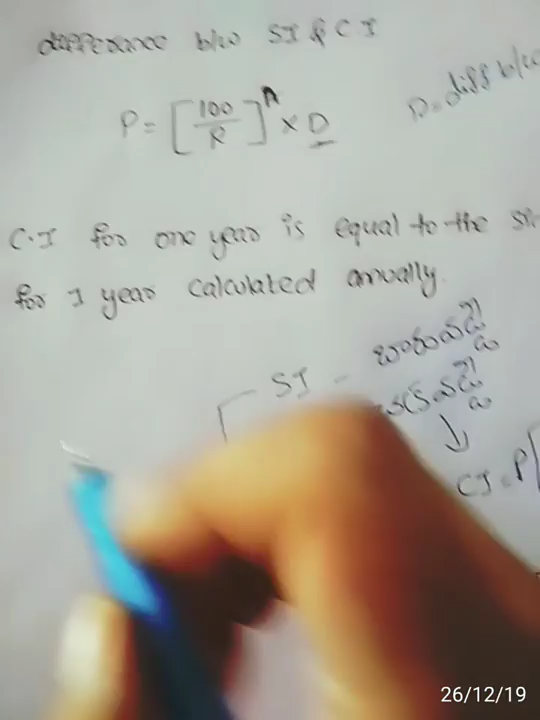 difference b/w SI & CI
P = [100/R]^n × D
D = diff b/w
C.I for one year is equal to the
for 1 year calculated anually.
SI -
CI = P
26/12/19